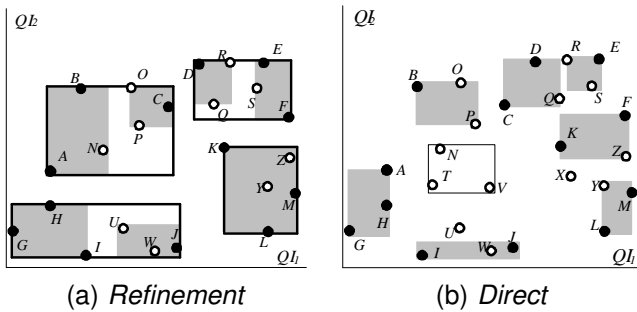 QI₂
D R E
Q S F
B O C
N P
A
K Z
Y M
L
H U
G I W J
QI₁
(a) Refinement
QI₂
D R E
B O
C Q S
P F
K Z
N
A T V X Y
M
H
G U L
I W J
QI₁
(b) Direct